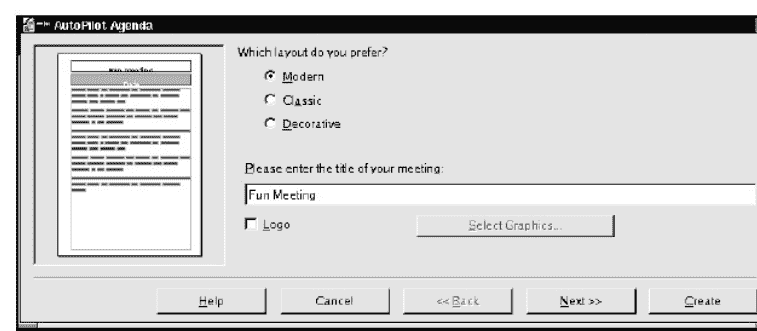 AutoPilot Agenda
Which layout do you prefer?
Modern
Classic
Decorative
Please enter the title of your meeting:
Fun Meeting
Logo
Select Graphics...
Help
Cancel
<< Back
Next >>
Create